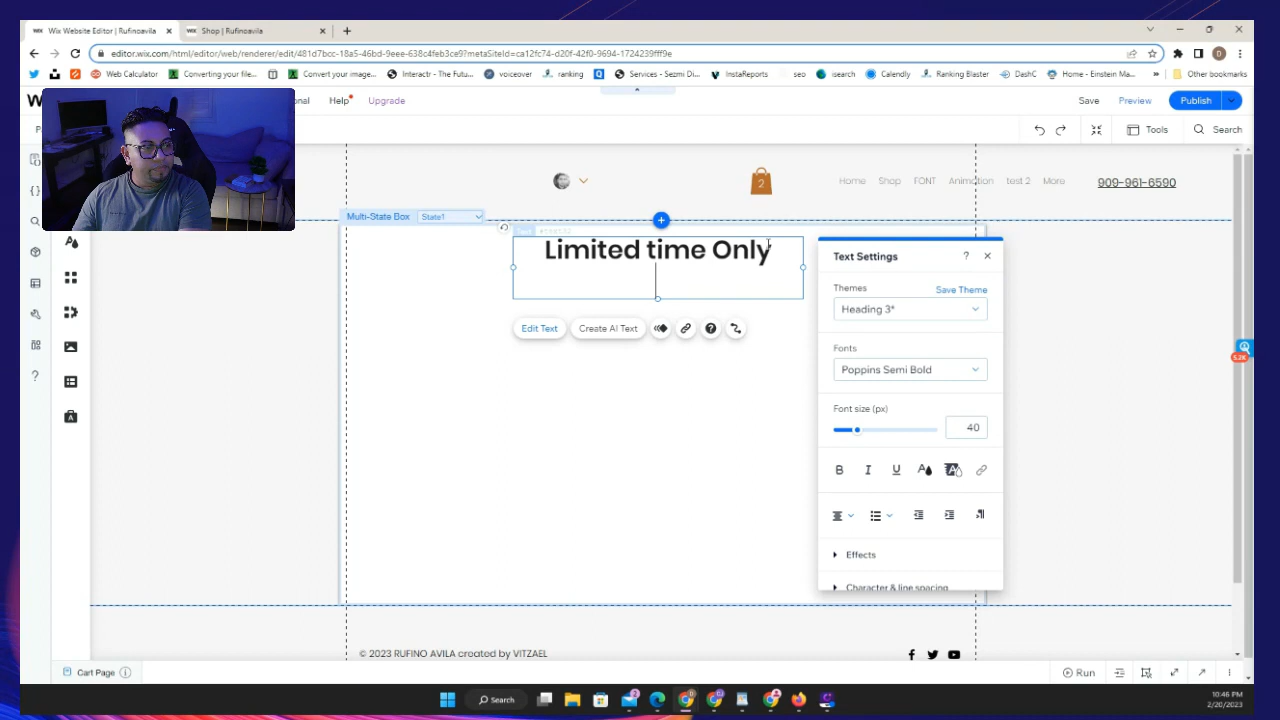 Wix Website Editor | Rufinoavila
Shop | Rufinoavila
editor.wix.com/html/editor/web/renderer/edit/481d7bcc-18a5-46bd-9eee-638c4feb3ce9?metaSiteId=ca12fc74-d20f-42f0-9694-1724239fff9e
Web Calculator
Converting your file...
Convert your image...
Interactr - The Futu...
voiceover
ranking
Services - Sezmi Di...
InstaReports
seo
isearch
Calendly
Ranking Blaster
DashC
Home - Einstein Ma...
»
Other bookmarks
Help
Upgrade
Save
Preview
Publish
Tools
Search
2
Home Shop FONT Animation test 2 More
909-961-6590
Multi-State Box State1
Limited time Only
Edit Text
Create AI Text
Text Settings
Themes
Save Theme
Heading 3*
Fonts
Poppins Semi Bold
Font size (px)
40
B I U
Effects
Character & line spacing
© 2023 RUFINO AVILA created by VITZAEL
Cart Page
Run
Search
10:46 PM
2/20/2023